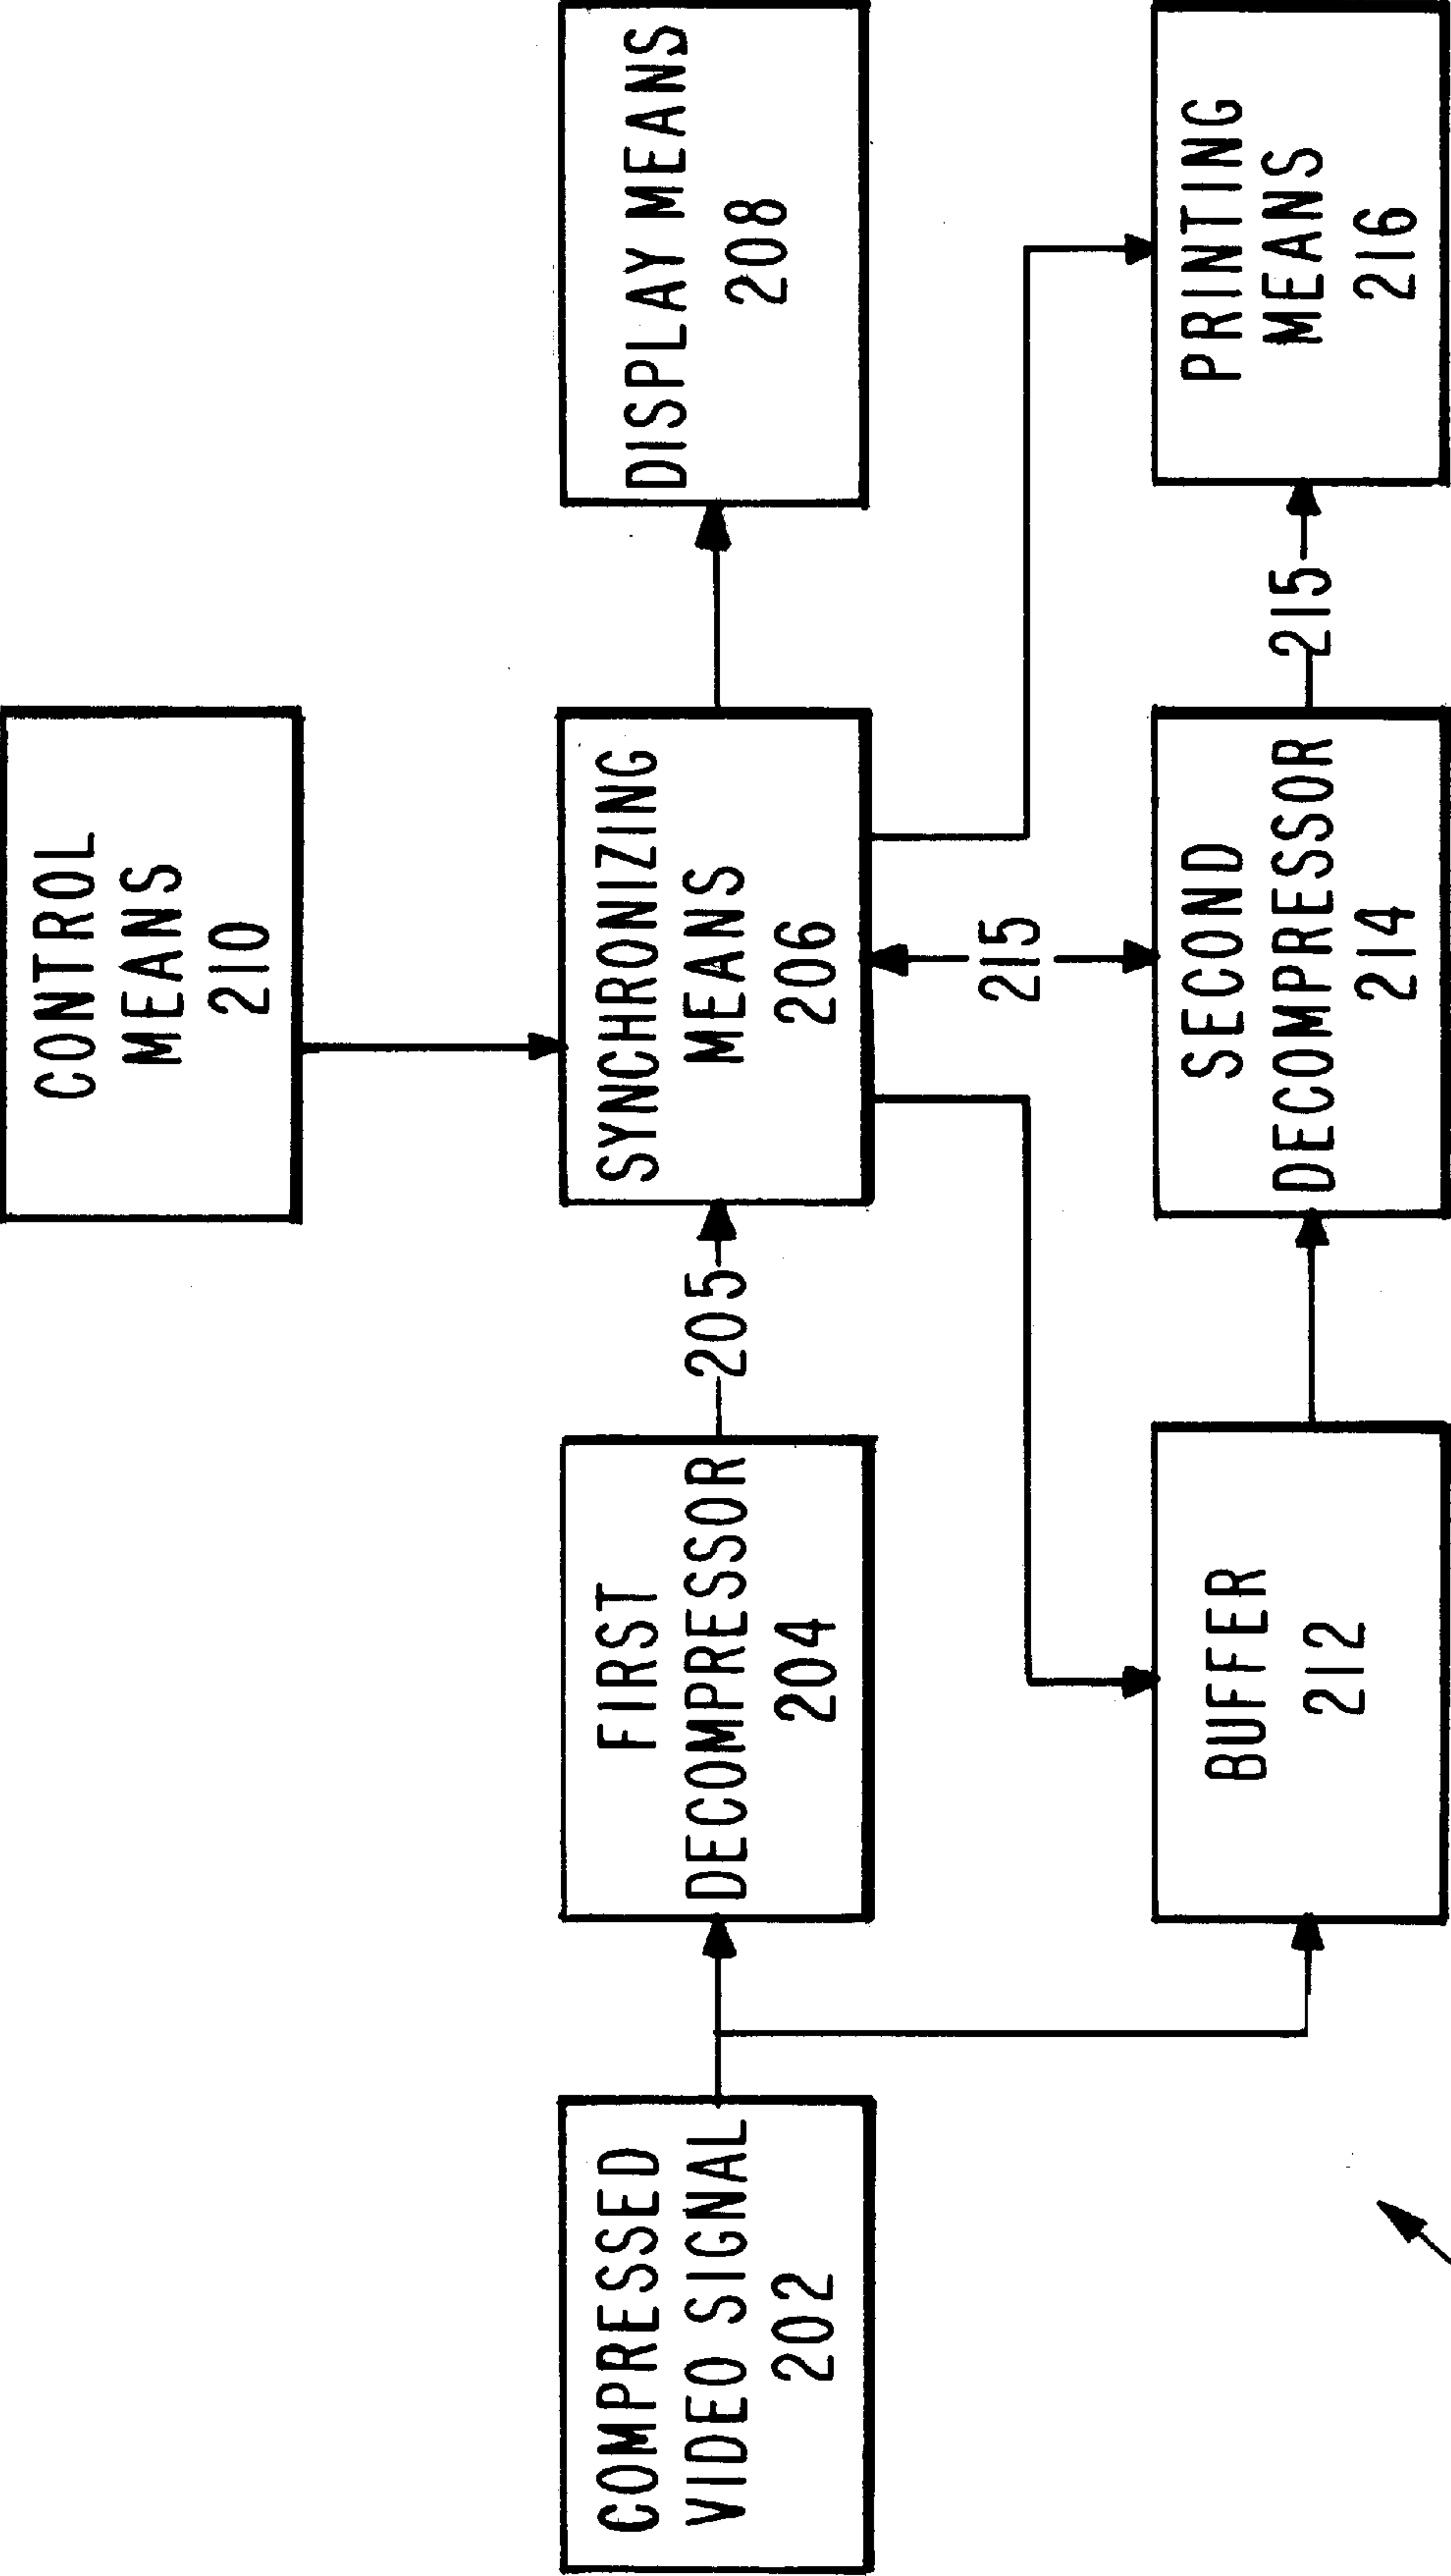 CONTROL
MEANS
210
COMPRESSED
VIDEO SIGNAL
202
FIRST
DECOMPRESSOR
204
205
SYNCHRONIZING
MEANS
206
DISPLAY MEANS
208
215
BUFFER
212
SECOND
DECOMPRESSOR
214
215
PRINTING
MEANS
216